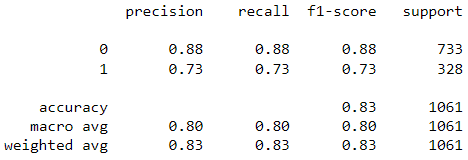 precision recall f1-score support
0 0.88 0.88 0.88 733
1 0.73 0.73 0.73 328
accuracy 0.83 1061
macro avg 0.80 0.80 0.80 1061
weighted avg 0.83 0.83 0.83 1061